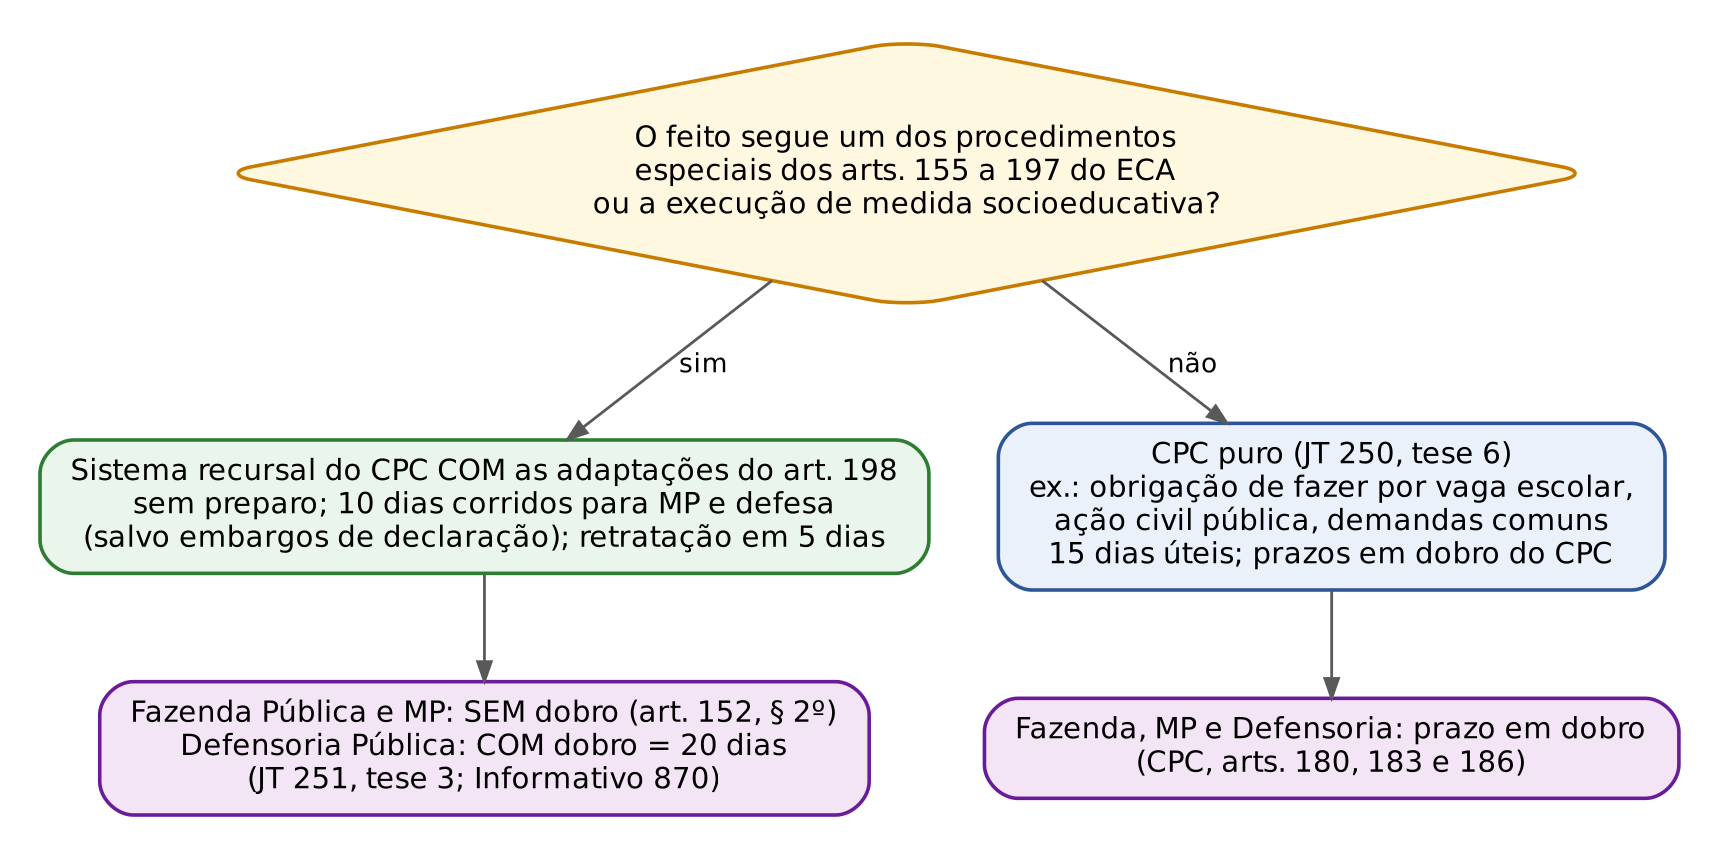 O feito segue um dos procedimentos
especiais dos arts. 155 a 197 do ECA
ou a execução de medida socioeducativa?
sim
não
Sistema recursal do CPC COM as adaptações do art. 198
sem preparo; 10 dias corridos para MP e defesa
(salvo embargos de declaração); retratação em 5 dias
CPC puro (JT 250, tese 6)
ex.: obrigação de fazer por vaga escolar,
ação civil pública, demandas comuns
15 dias úteis; prazos em dobro do CPC
Fazenda Pública e MP: SEM dobro (art. 152, § 2º)
Defensoria Pública: COM dobro = 20 dias
(JT 251, tese 3; Informativo 870)
Fazenda, MP e Defensoria: prazo em dobro
(CPC, arts. 180, 183 e 186)